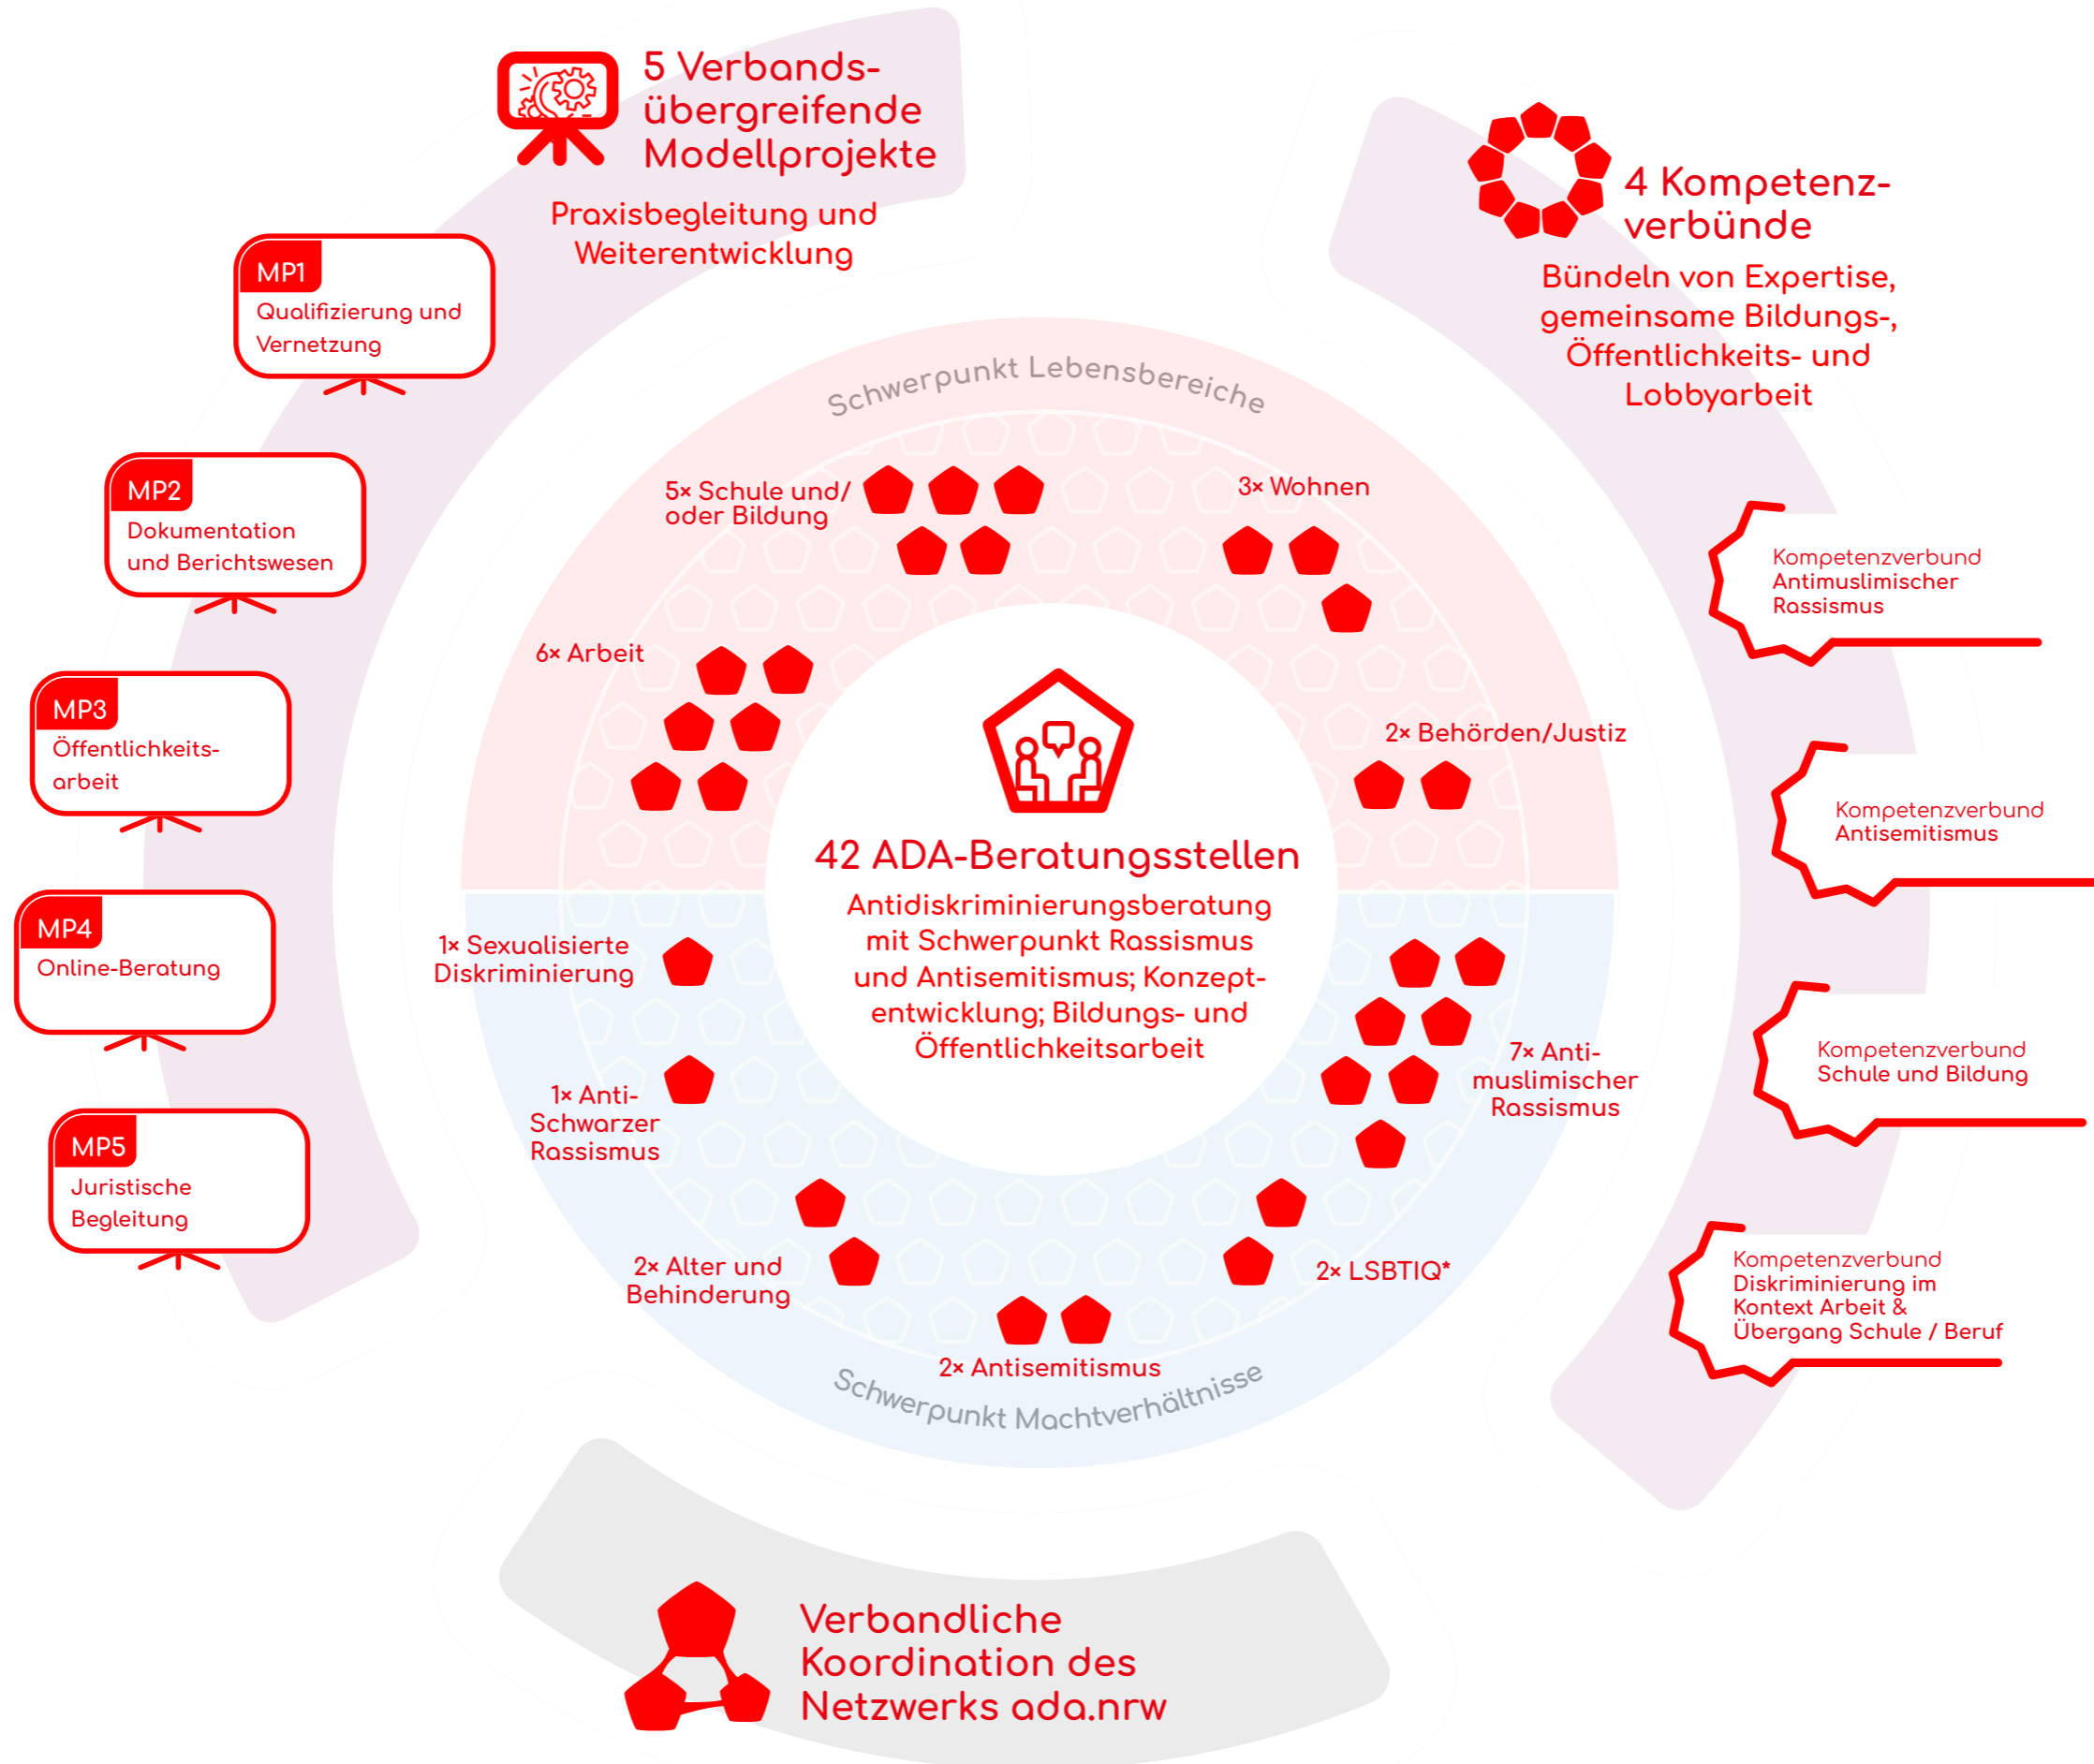 5 Verbands-
übergreifende
Modellprojekte
Praxisbegleitung und
Weiterentwicklung
MP1
Qualifizierung und
Vernetzung
MP2
Dokumentation
und Berichtswesen
MP3
Öffentlichkeits-
arbeit
MP4
Online-Beratung
MP5
Juristische
Begleitung
4 Kompetenz-
verbünde
Bündeln von Expertise,
gemeinsame Bildungs-,
Öffentlichkeits- und
Lobbyarbeit
Kompetenzverbund
Antimuslimischer
Rassismus
Kompetenzverbund
Antisemitismus
Kompetenzverbund
Schule und Bildung
Kompetenzverbund
Diskriminierung im
Kontext Arbeit &
Übergang Schule / Beruf
Schwerpunkt Lebensbereiche
5× Schule und/
oder Bildung
3× Wohnen
6× Arbeit
2× Behörden/Justiz
42 ADA-Beratungsstellen
Antidiskriminierungsberatung
mit Schwerpunkt Rassismus
und Antisemitismus; Konzept-
entwicklung; Bildungs- und
Öffentlichkeitsarbeit
1× Sexualisierte
Diskriminierung
1× Anti-
Schwarzer
Rassismus
2× Alter und
Behinderung
2× Antisemitismus
2× LSBTIQ*
7× Anti-
muslimischer
Rassismus
Schwerpunkt Machtverhältnisse
Verbandliche
Koordination des
Netzwerks ada.nrw